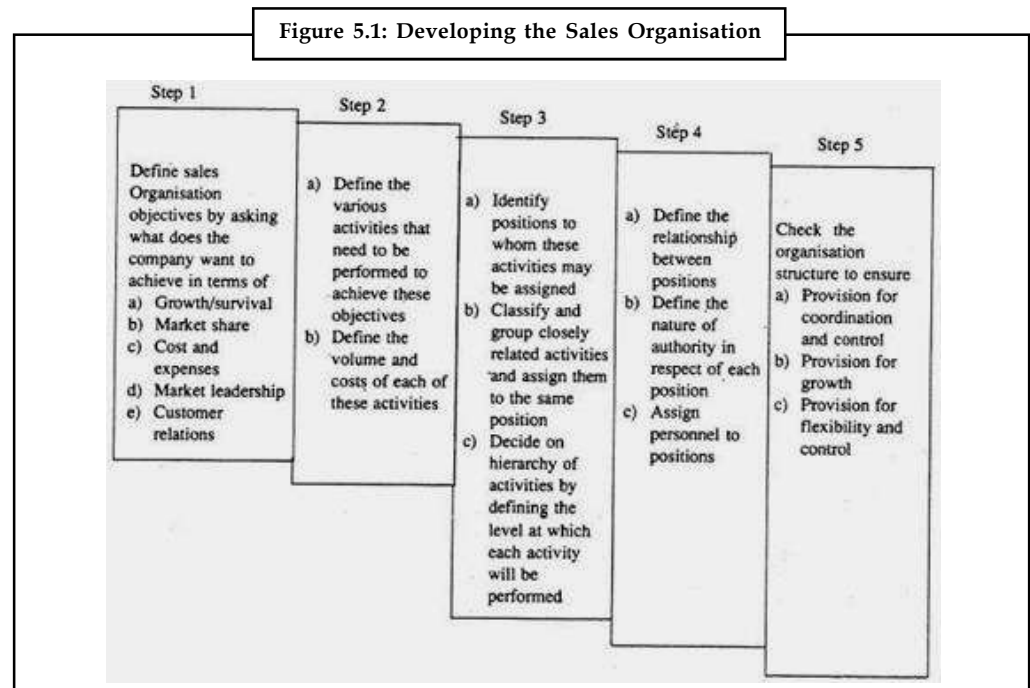 Figure 5.1: Developing the Sales Organisation
Step 1
Define sales
Organisation
objectives by asking
what does the
company want to
achieve in terms of
a) Growth/survival
b) Market share
c) Cost and
expenses
d) Market leadership
e) Customer
relations
Step 2
a) Define the
various
activities that
need to be
performed to
achieve these
objectives
b) Define the
volume and
costs of each of
these activities
Step 3
a) Identify
positions to
whom these
activities may
be assigned
b) Classify and
group closely
related activities
and assign them
to the same
position
c) Decide on
hierarchy of
activities by
defining the
level at which
each activity
will be
performed
Step 4
a) Define the
relationship
between
positions
b) Define the
nature of
authority in
respect of each
position
c) Assign
personnel to
positions
Step 5
Check the
organisation
structure to ensure
a) Provision for
coordination
and control
b) Provision for
growth
c) Provision for
flexibility and
control